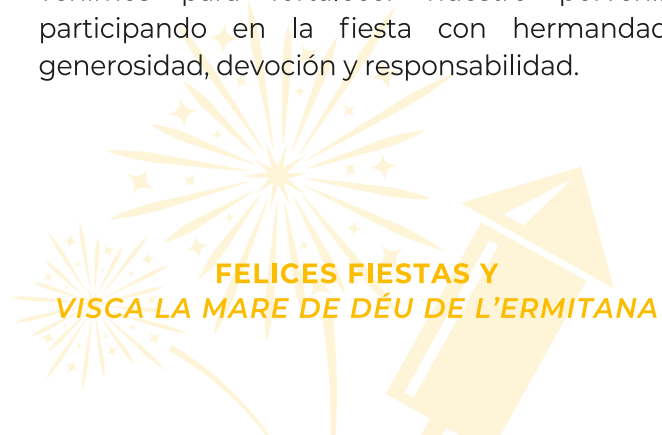 participando en la fiesta con hermandad
generosidad, devoción y responsabilidad.
FELICES FIESTAS Y
VISCA LA MARE DE DÉU DE L’ERMITANA